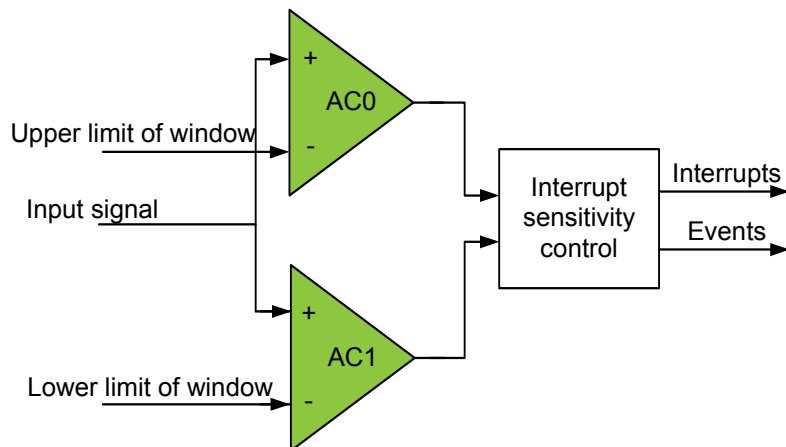 +
AC0
Upper limit of window
-
Input signal
Interrupt
sensitivity
control
Interrupts
Events
+
AC1
Lower limit of window
-